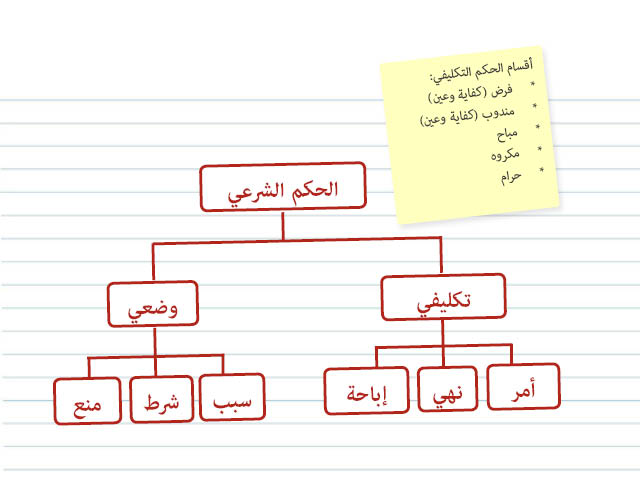 أقسام الحكم التكليفي:
* فرض (كفاية وعين)
* مندوب (كفاية وعين)
* مباح
* مكروه
* حرام
الحكم الشرعي
تكليفي
وضعي
أمر
نهي
إباحة
سبب
شرط
منع